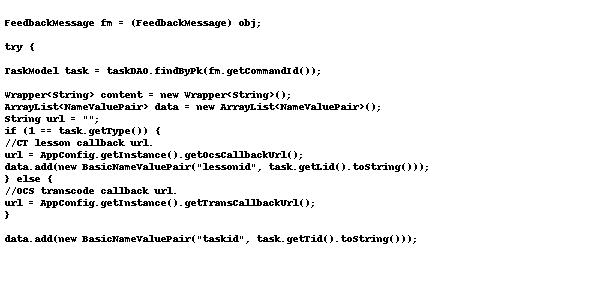 FeedbackMessage fm = (FeedbackMessage) obj;
try {
TaskModel task = taskDAO.findByPk(fm.getCommandId());
Wrapper<String> content = new Wrapper<String>();
ArrayList<NameValuePair> data = new ArrayList<NameValuePair>();
String url = "";
if (1 == task.getType()) {
//CT lesson callback url.
url = AppConfig.getInstance().getOcsCallbackUrl();
data.add(new BasicNameValuePair("lessonid", task.getLid().toString()));
} else {
//OCS transcode callback url.
url = AppConfig.getInstance().getTransCallbackUrl();
}
data.add(new BasicNameValuePair("taskid", task.getTid().toString()));